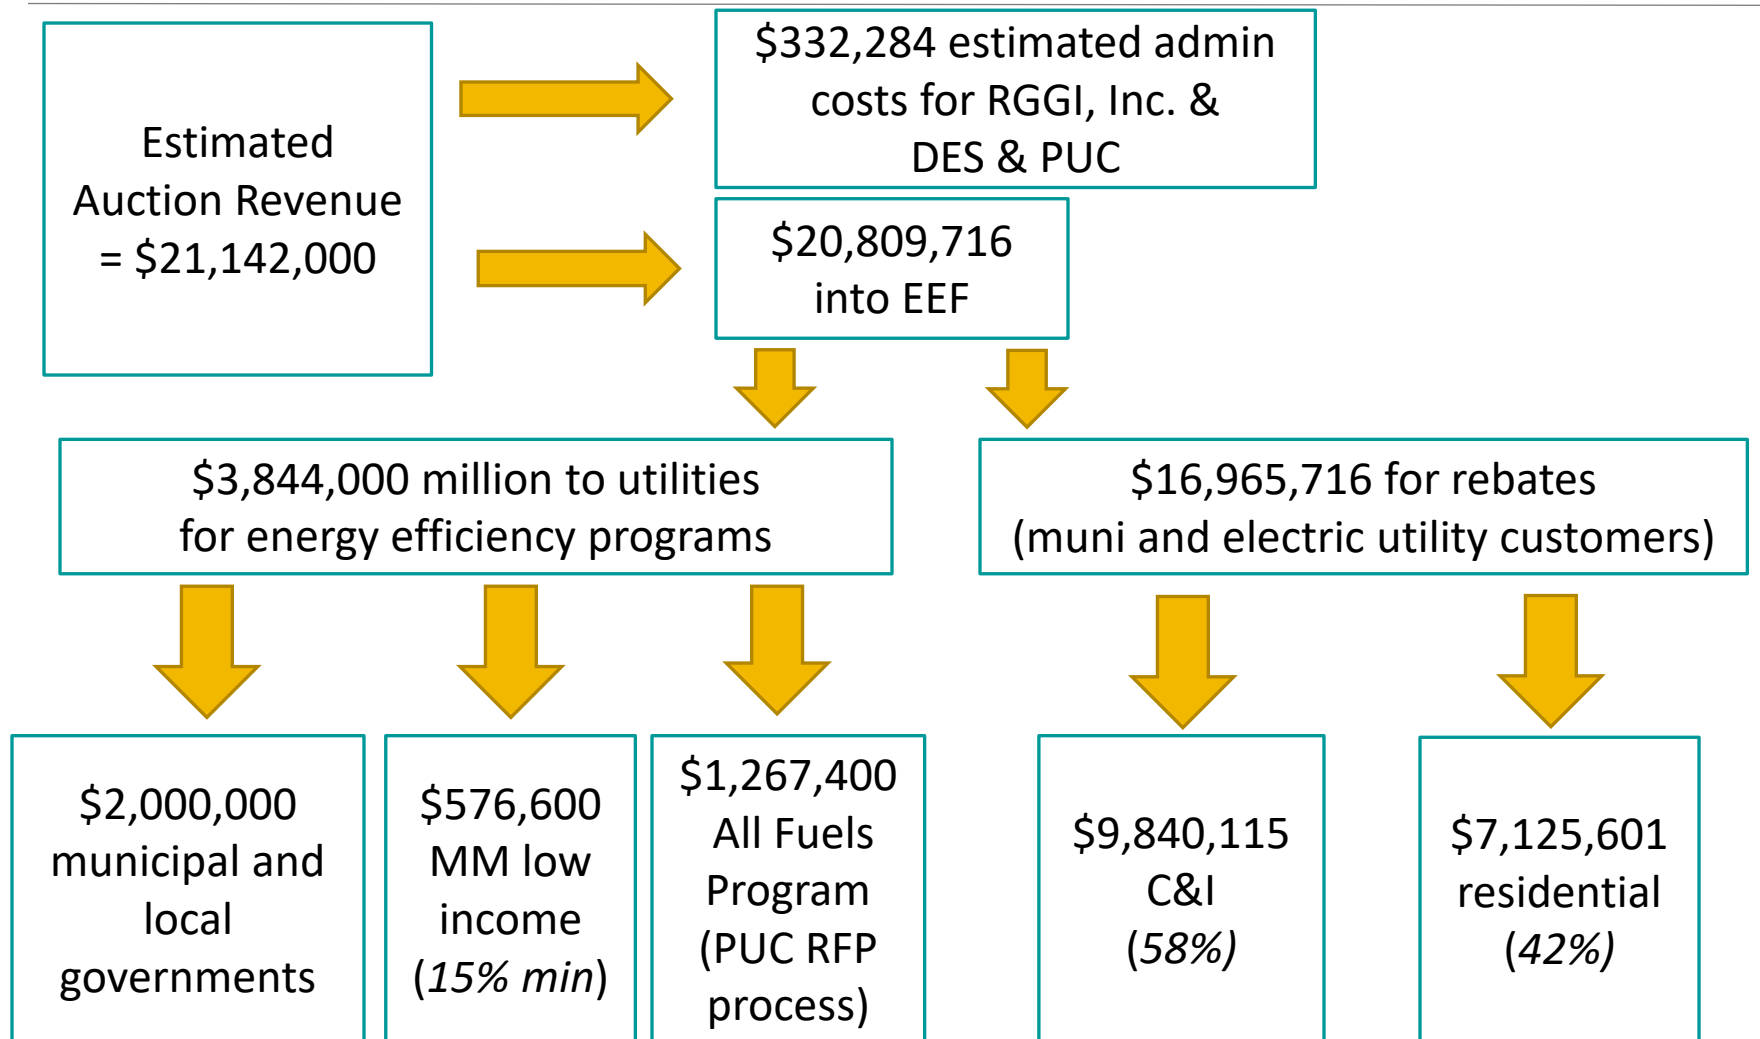 Estimated
Auction Revenue
= $21,142,000
$332,284 estimated admin
costs for RGGI, Inc. &
DES & PUC
$20,809,716
into EEF
$3,844,000 million to utilities
for energy efficiency programs
$16,965,716 for rebates
(muni and electric utility customers)
$2,000,000
municipal and
local
governments
$576,600
MM low
income
(15% min)
$1,267,400
All Fuels
Program
(PUC RFP
process)
$9,840,115
C&I
(58%)
$7,125,601
residential
(42%)